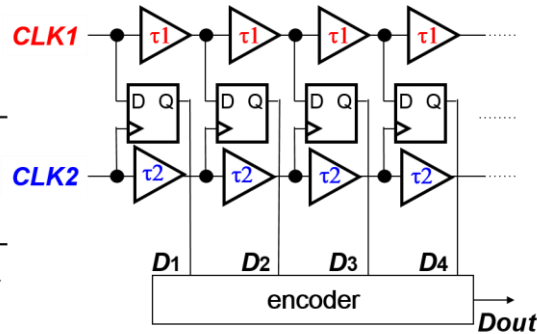 CLK1 τ1 τ1 τ1 τ1
D Q D Q D Q D Q
CLK2 τ2 τ2 τ2 τ2
D1 D2 D3 D4
encoder
Dout